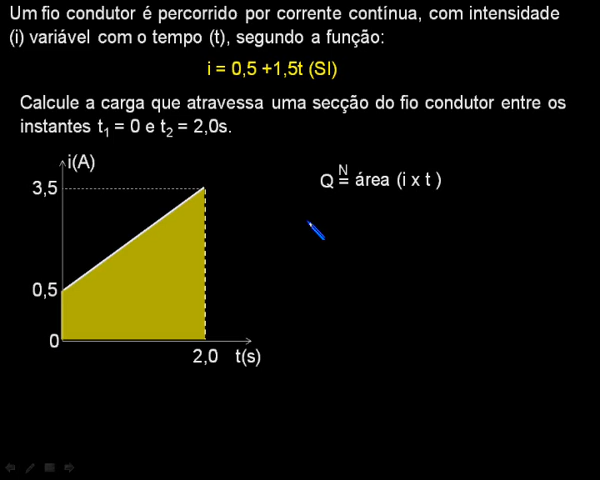 Um fio condutor é percorrido por corrente contínua, com intensidade
(i) variável com o tempo (t), segundo a função:
i = 0,5 +1,5t (SI)
Calcule a carga que atravessa uma secção do fio condutor entre os
instantes t₁ = 0 e t₂ = 2,0s.
i(A)
3,5
Q N= área (i x t )
0,5
0
2,0 t(s)